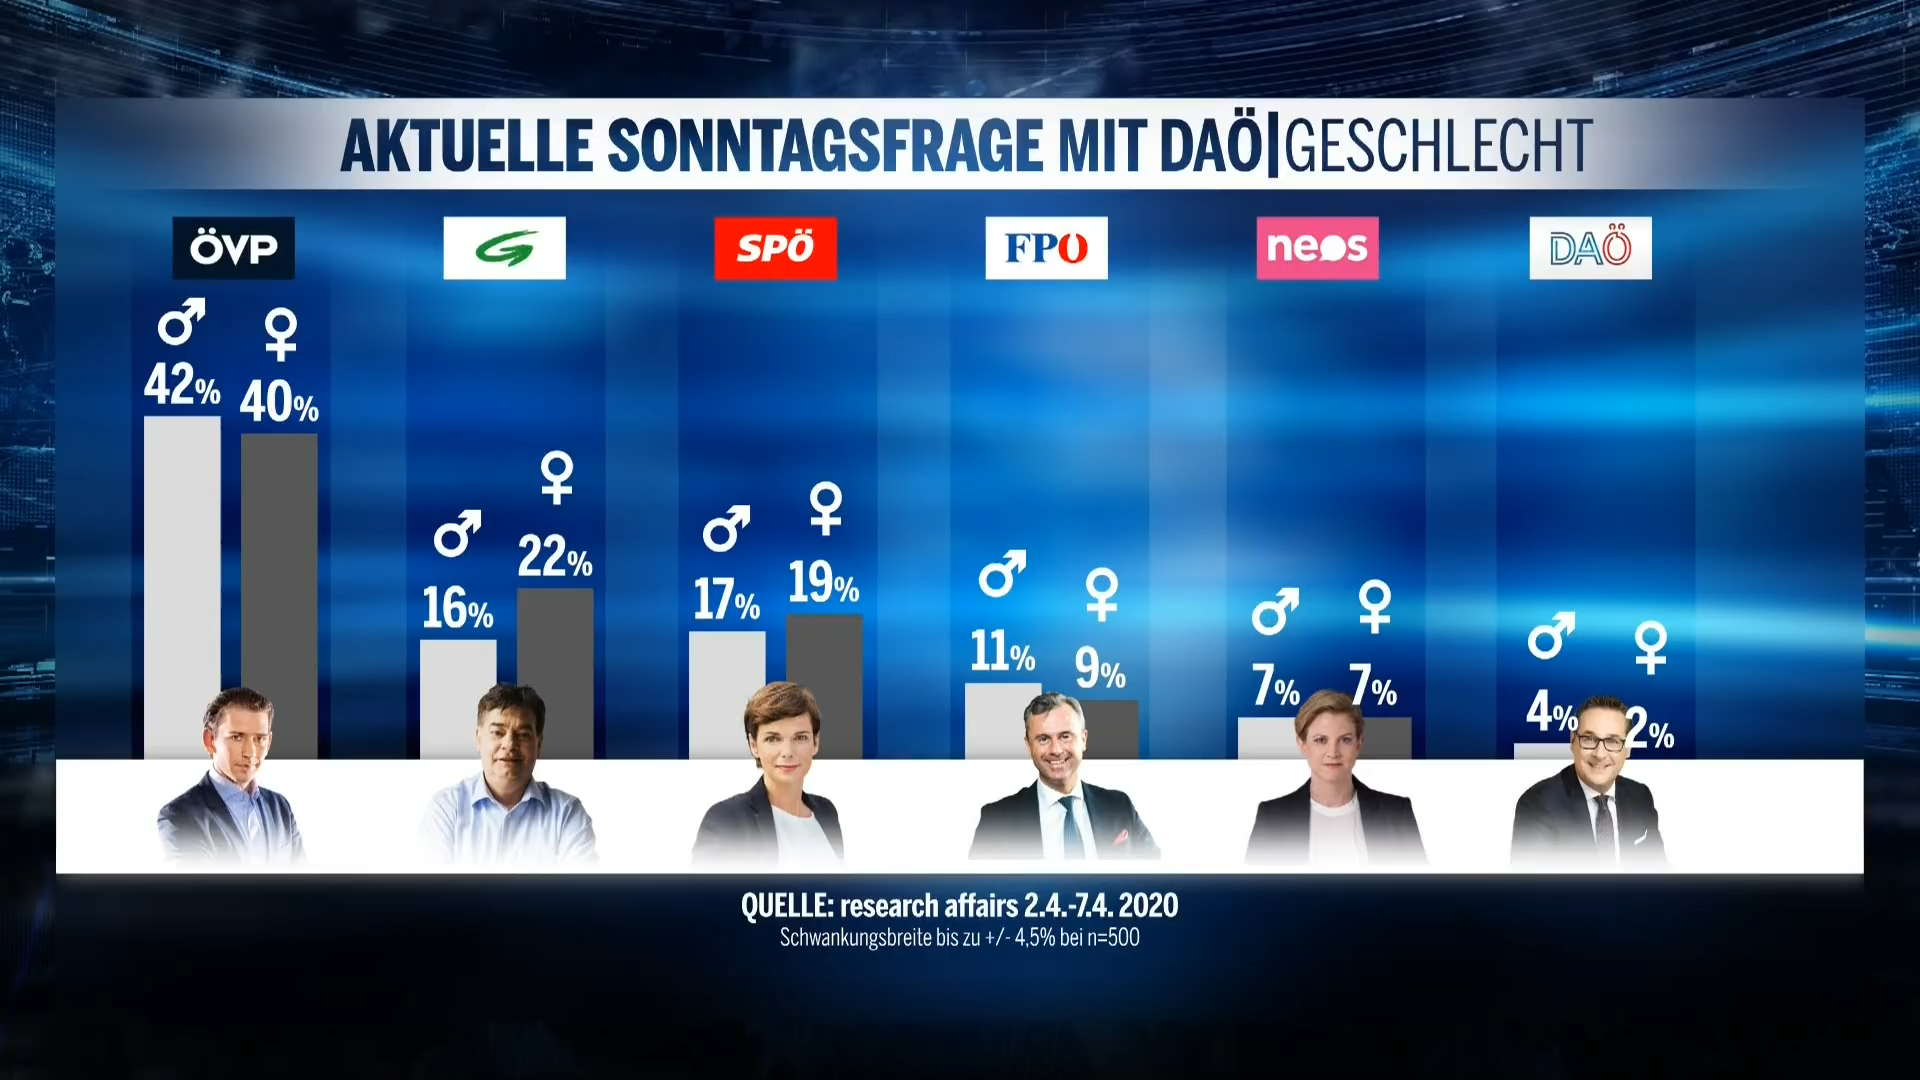 AKTUELLE SONNTAGSFRAGE MIT DAÖ|GESCHLECHT
ÖVP
SPÖ
FPÖ
neos
DAÖ
42% 40%
16% 22%
17% 19%
11% 9%
7% 7%
4% 2%
QUELLE: research affairs 2.4.-7.4. 2020
Schwankungsbreite bis zu +/- 4,5% bei n=500